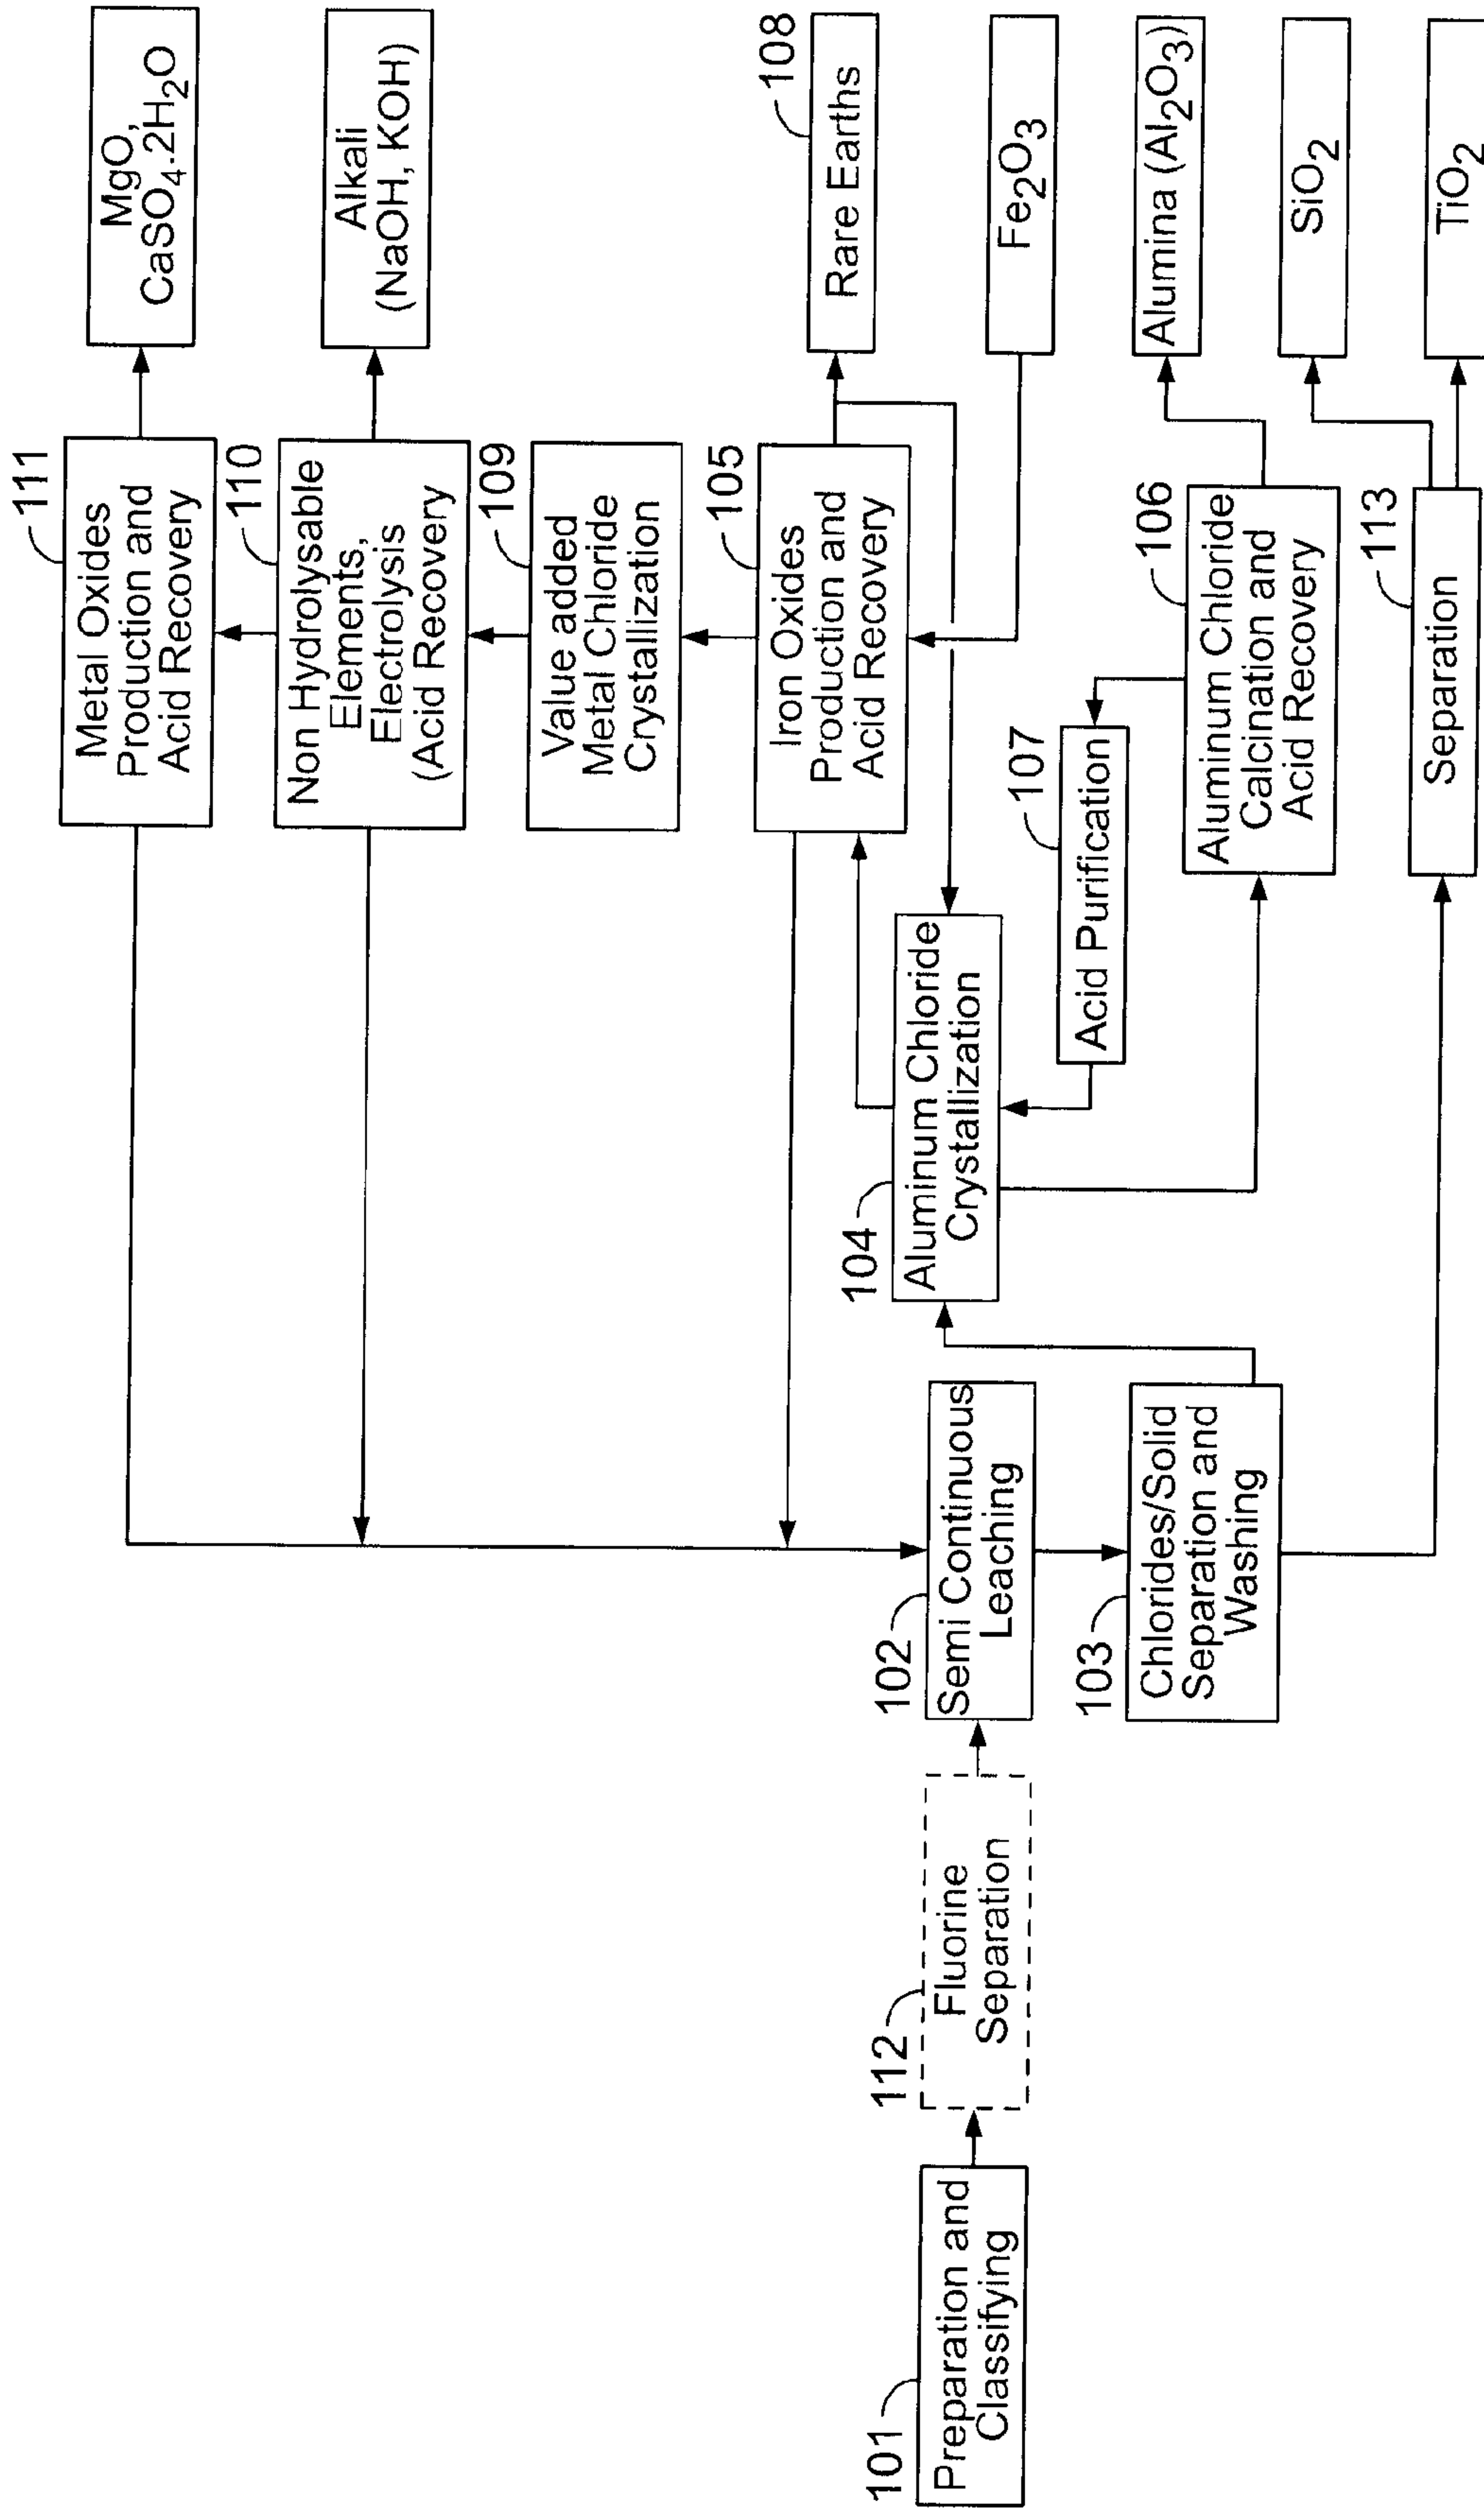 111
Metal Oxides
Production and
Acid Recovery
MgO,
CaSO4.2H2O
110
Non Hydrolysable
Elements,
Electrolysis
(Acid Recovery
Alkali
(NaOH, KOH)
109
Value added
Metal Chloride
Crystallization
105
Iron Oxides
Production and
Acid Recovery
108
Rare Earths
Fe2O3
101
Preparation and
Classifying
112
Fluorine
Separation
102
Semi Continuous
Leaching
104
Aluminum Chloride
Crystallization
107
Acid Purification
103
Chlorides/Solid
Separation and
Washing
106
Aluminum Chloride
Calcination and
Acid Recovery
Alumina (Al2O3)
113
Separation
SiO2
TiO2